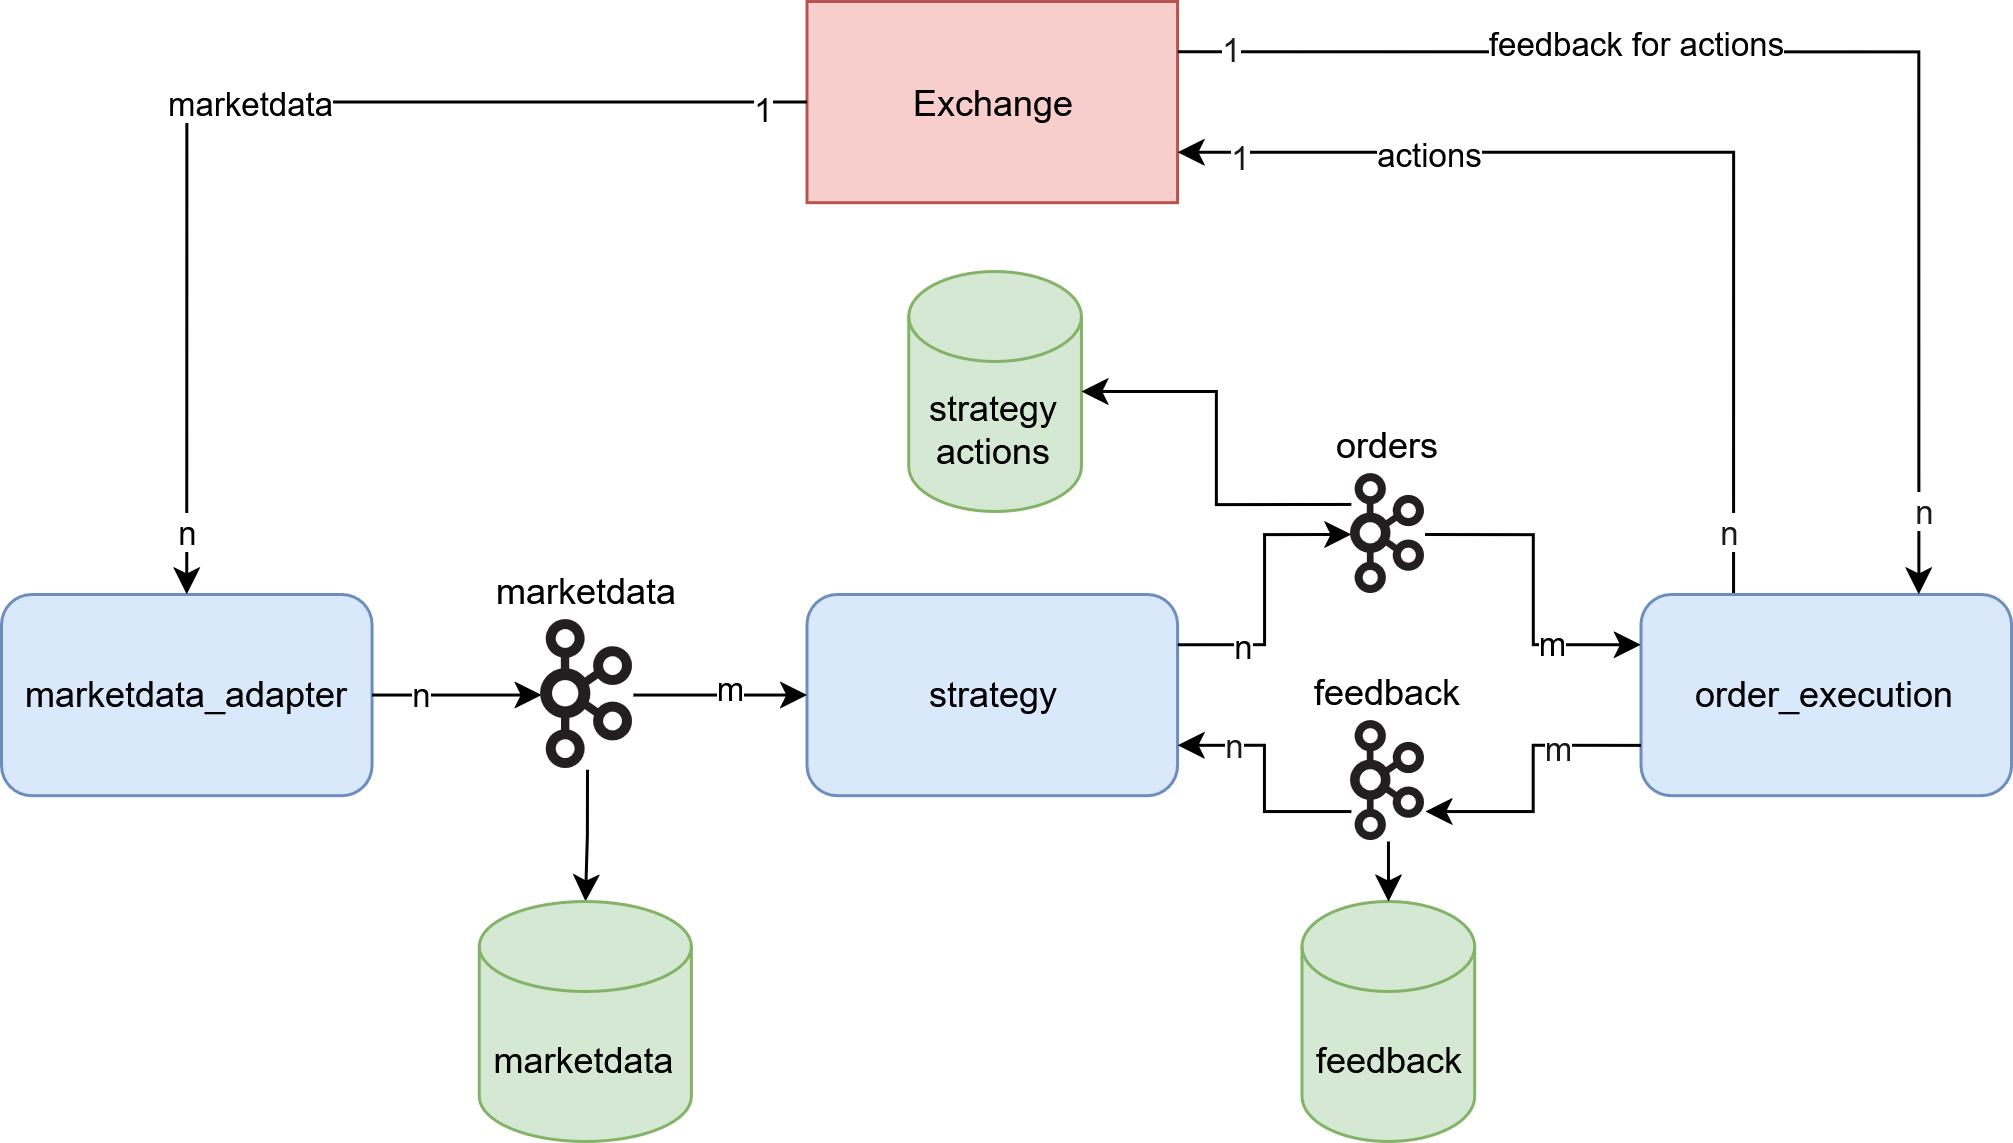 feedback for actions
1
Exchange
marketdata
1
1
actions
strategy
actions
orders
n
n
n
marketdata
n
m
marketdata_adapter
strategy
order_execution
n
m
feedback
n
m
marketdata
feedback